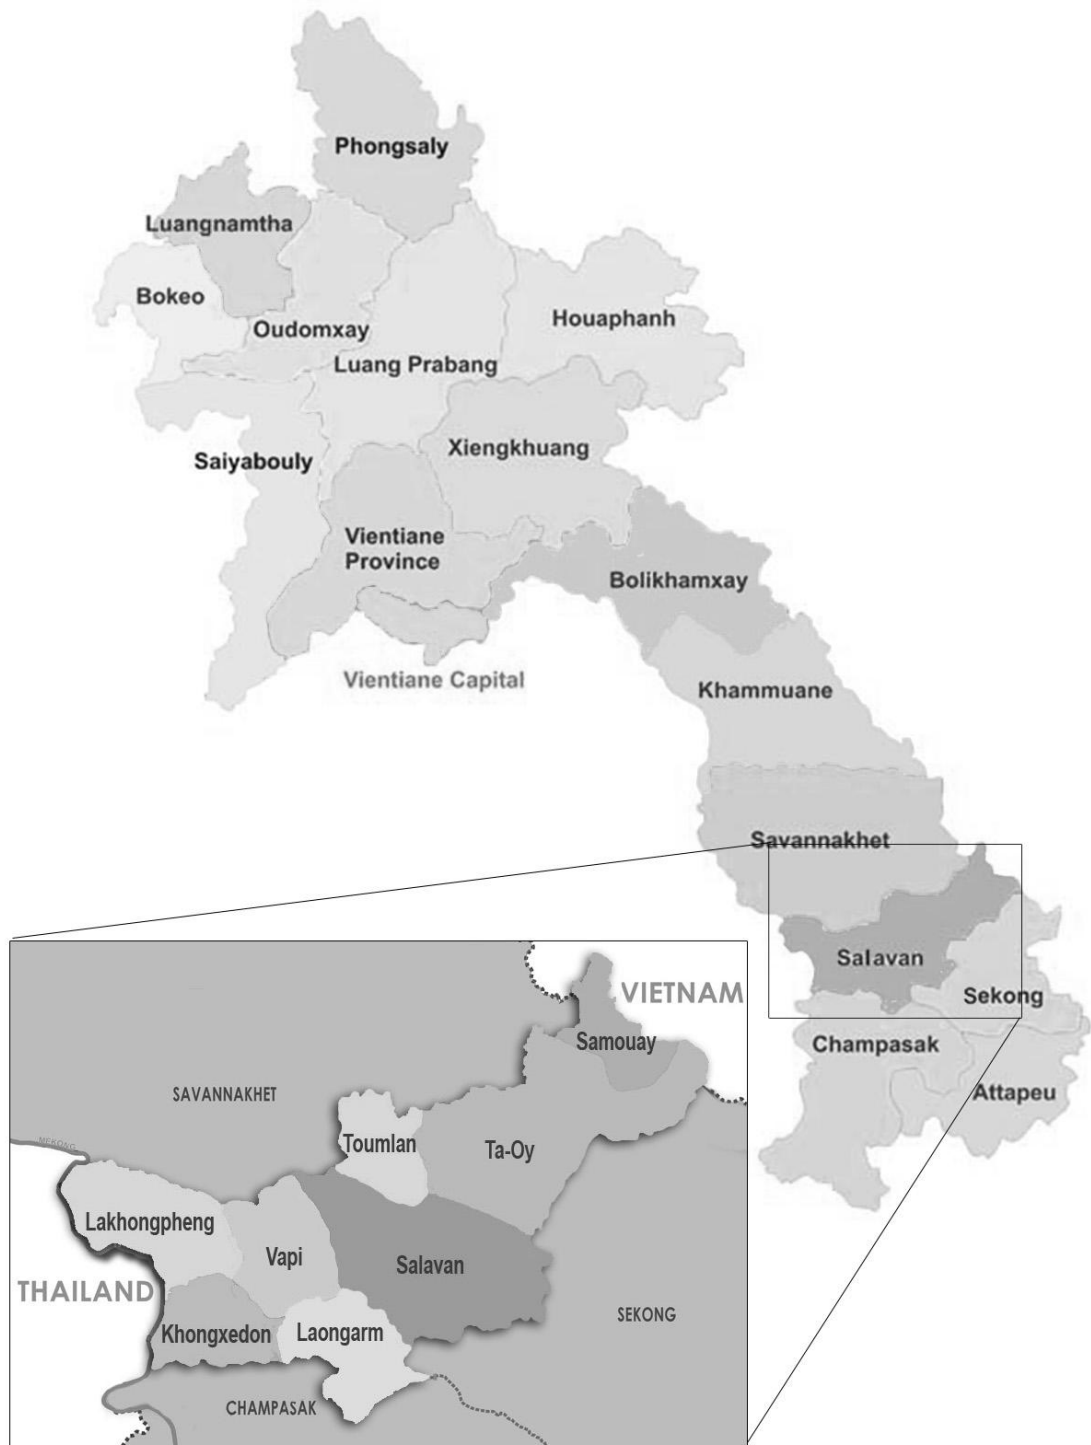 Phongsaly
Luangnamtha
Bokeo
Oudomxay
Houaphanh
Luang Prabang
Xiengkhuang
Saiyabouly
Vientiane
Province
Bolikhamxay
Vientiane Capital
Khammuane
Savannakhet
Salavan
Sekong
Champasak
Attapeu
VIETNAM
Samouay
SAVANNAKHET
MEKONG
Toumlan
Ta-Oy
Lakhongpheng
Vapi
Salavan
THAILAND
SEKONG
Khongxedon
Laongarm
CHAMPASAK